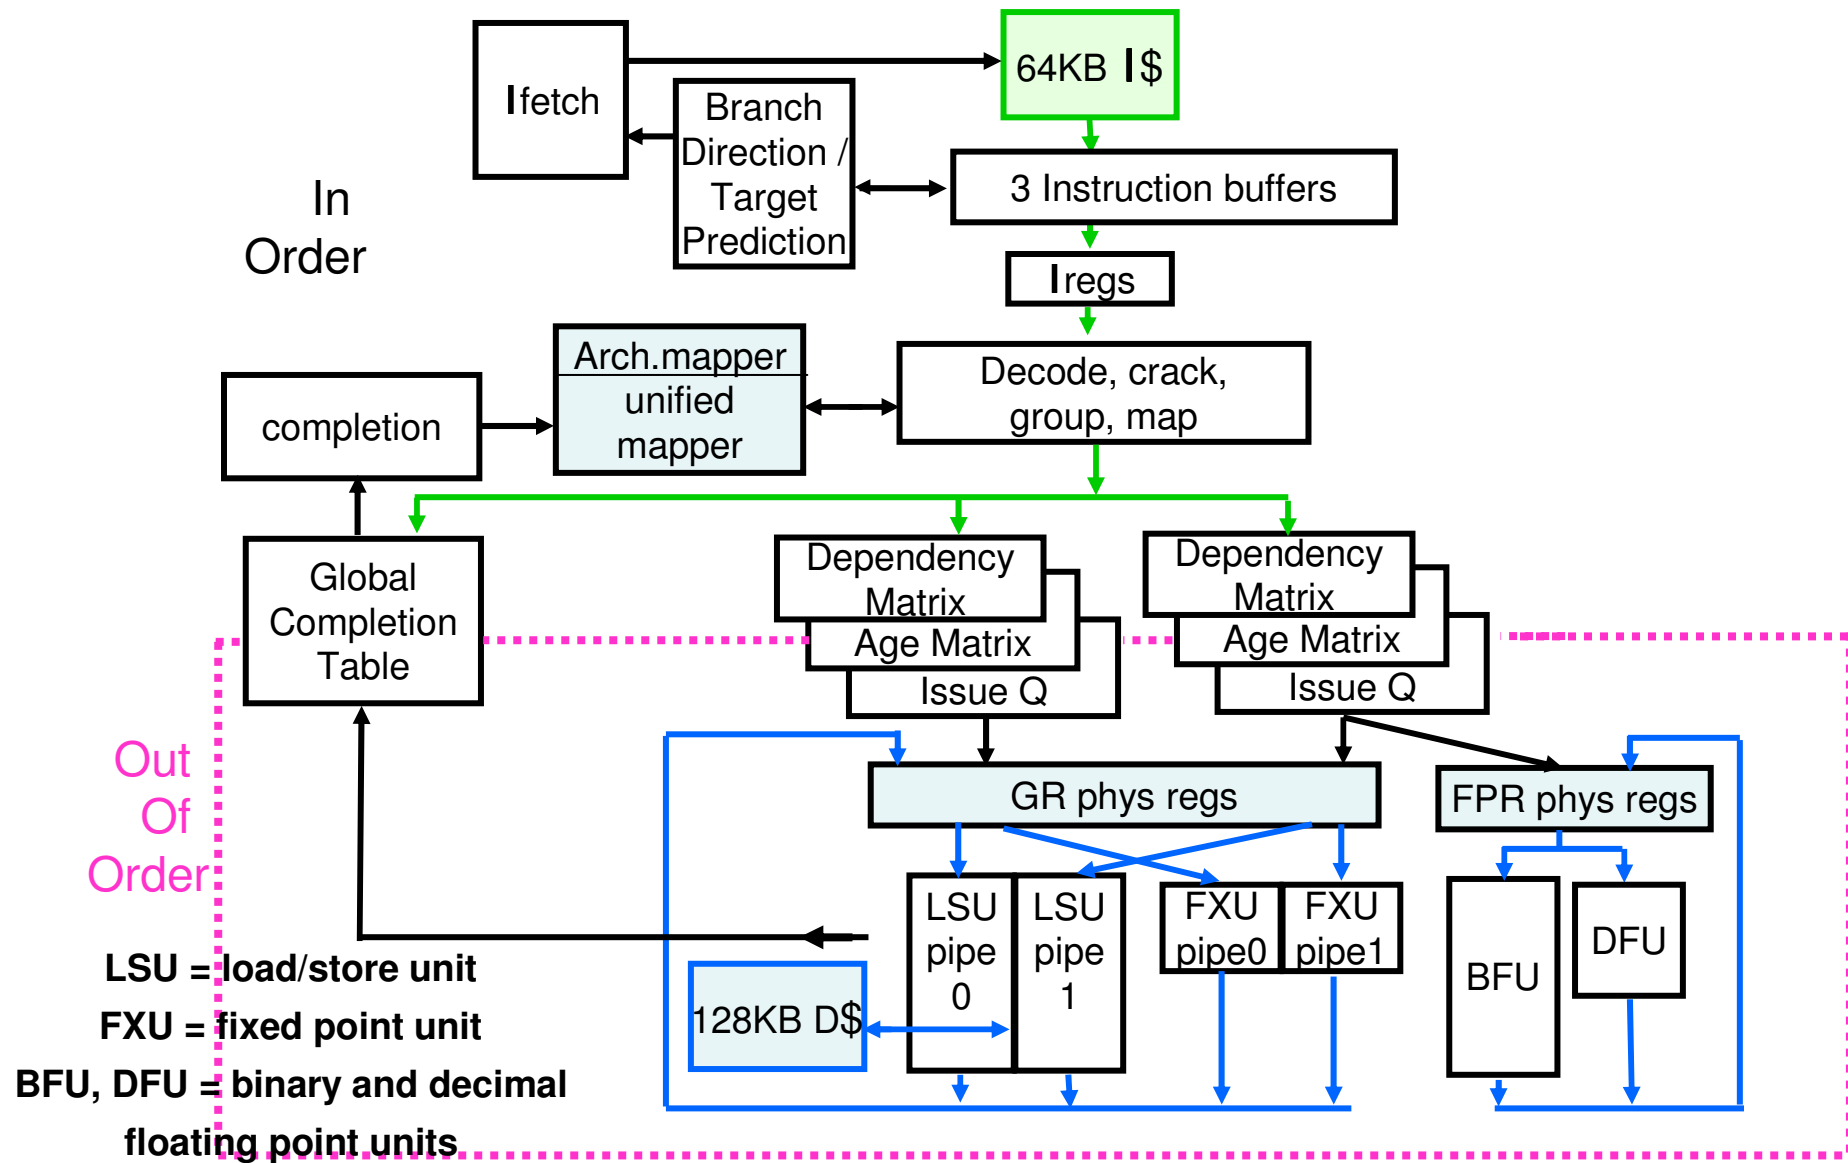 64KB I$
Ifetch
Branch
Direction /
Target
Prediction
3 Instruction buffers
In
Order
Iregs
Arch.mapper
unified
mapper
Decode, crack,
group, map
completion
Global
Completion
Table
Dependency
Matrix
Age Matrix
Issue Q
Dependency
Matrix
Age Matrix
Issue Q
Out
Of
Order
GR phys regs
FPR phys regs
LSU
pipe
0
LSU
pipe
1
FXU
pipe0
FXU
pipe1
BFU
DFU
128KB D$
LSU = load/store unit
FXU = fixed point unit
BFU, DFU = binary and decimal
floating point units